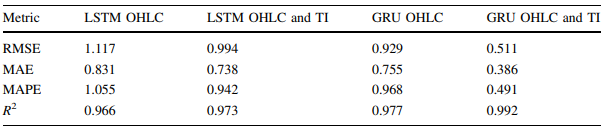 Metric LSTM OHLC LSTM OHLC and TI GRU OHLC GRU OHLC and TI
RMSE 1.117 0.994 0.929 0.511
MAE 0.831 0.738 0.755 0.386
MAPE 1.055 0.942 0.968 0.491
R² 0.966 0.973 0.977 0.992